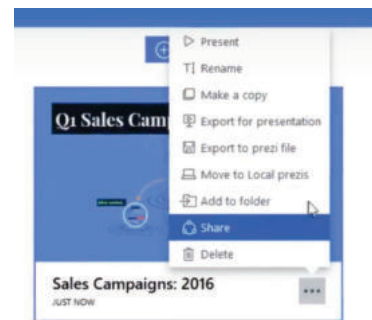 Present
Rename
Make a copy
Q1 Sales Cam
Export for presentation
Export to prezi file
Move to Local prezis
Add to folder
Share
Delete
Sales Campaigns: 2016
JUST NOW